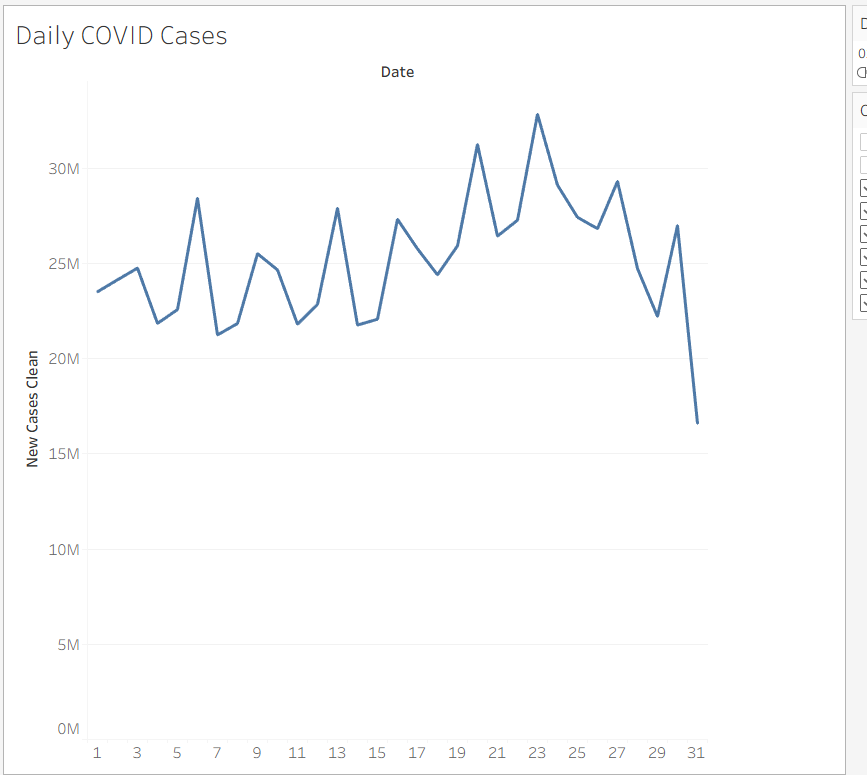 Daily COVID Cases
Date
30M
25M
20M
15M
10M
5M
0M
New Cases Clean
1 3 5 7 9 11 13 15 17 19 21 23 25 27 29 31